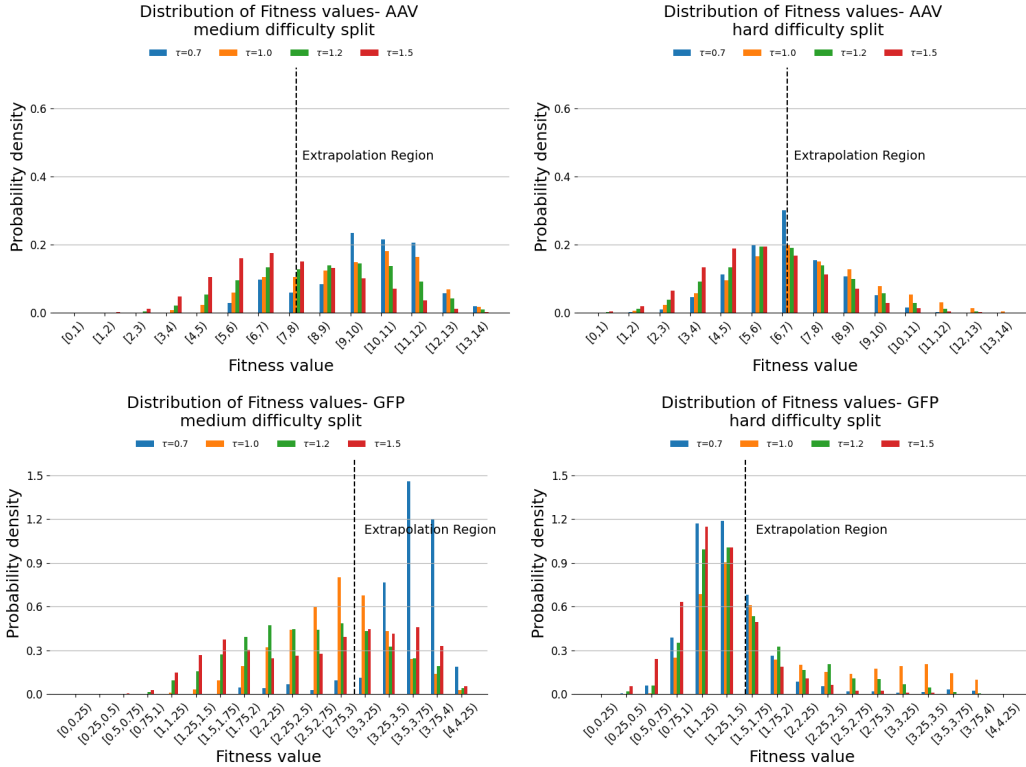 Distribution of Fitness values- AAV
medium difficulty split
τ=0.7 τ=1.0 τ=1.2 τ=1.5
Probability density
0.6
0.4
0.2
0.0
Extrapolation Region
[0,1) [1,2) [2,3) [3,4) [4,5) [5,6) [6,7) [7,8) [8,9) [9,10) [10,11) [11,12) [12,13) [13,14)
Fitness value
Distribution of Fitness values- AAV
hard difficulty split
τ=0.7 τ=1.0 τ=1.2 τ=1.5
Probability density
0.6
0.4
0.2
0.0
Extrapolation Region
[0,1) [1,2) [2,3) [3,4) [4,5) [5,6) [6,7) [7,8) [8,9) [9,10) [10,11) [11,12) [12,13) [13,14)
Fitness value
Distribution of Fitness values- GFP
medium difficulty split
τ=0.7 τ=1.0 τ=1.2 τ=1.5
Probability density
1.5
1.2
0.9
0.6
0.3
0.0
Extrapolation Region
[0,0.25) [0.25,0.5) [0.5,0.75) [0.75,1) [1,1.25) [1.25,1.5) [1.5,1.75) [1.75,2) [2,2.25) [2.25,2.5) [2.5,2.75) [2.75,3) [3,3.25) [3.25,3.5) [3.5,3.75) [3.75,4) [4,4.25)
Fitness value
Distribution of Fitness values- GFP
hard difficulty split
τ=0.7 τ=1.0 τ=1.2 τ=1.5
Probability density
1.5
1.2
0.9
0.6
0.3
0.0
Extrapolation Region
[0,0.25) [0.25,0.5) [0.5,0.75) [0.75,1) [1,1.25) [1.25,1.5) [1.5,1.75) [1.75,2) [2,2.25) [2.25,2.5) [2.5,2.75) [2.75,3) [3,3.25) [3.25,3.5) [3.5,3.75) [3.75,4) [4,4.25)
Fitness value